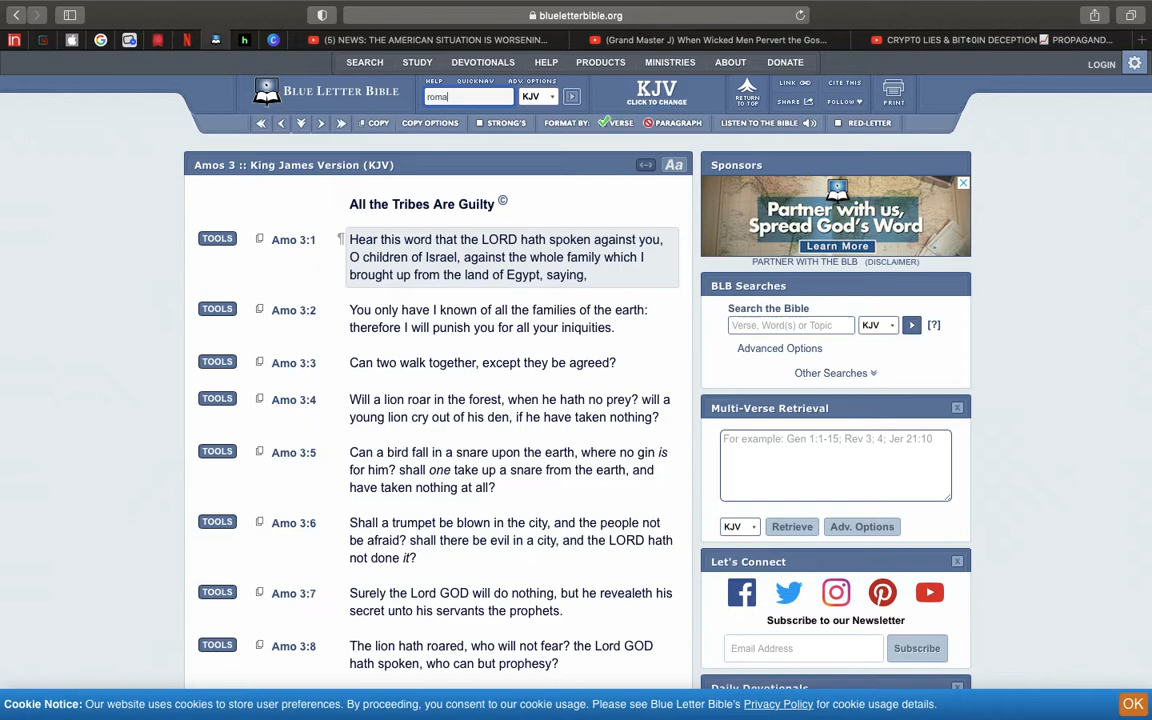 blueletterbible.org
(5) NEWS: THE AMERICAN SITUATION IS WORSENIN...
(Grand Master J) When Wicked Men Pervert the Gos...
CRYPT0 LIES & BIT¢0IN DECEPTION 📈 PROPAGAND...
SEARCH STUDY DEVOTIONALS HELP PRODUCTS MINISTRIES ABOUT DONATE
LOGIN
BLUE LETTER BIBLE
HELP QUICKNAV ADV. OPTIONS
roma KJV
KJV
CLICK TO CHANGE
RETURN TO TOP
LINK CITE THIS
SHARE FOLLOW
PRINT
COPY COPY OPTIONS STRONG'S FORMAT BY: VERSE PARAGRAPH LISTEN TO THE BIBLE RED-LETTER
Amos 3 :: King James Version (KJV)
Aa
All the Tribes Are Guilty ©
TOOLS Amo 3:1 ¶ Hear this word that the LORD hath spoken against you,
O children of Israel, against the whole family which I
brought up from the land of Egypt, saying,
TOOLS Amo 3:2 You only have I known of all the families of the earth:
therefore I will punish you for all your iniquities.
TOOLS Amo 3:3 Can two walk together, except they be agreed?
TOOLS Amo 3:4 Will a lion roar in the forest, when he hath no prey? will a
young lion cry out of his den, if he have taken nothing?
TOOLS Amo 3:5 Can a bird fall in a snare upon the earth, where no gin is
for him? shall one take up a snare from the earth, and
have taken nothing at all?
TOOLS Amo 3:6 Shall a trumpet be blown in the city, and the people not
be afraid? shall there be evil in a city, and the LORD hath
not done it?
TOOLS Amo 3:7 Surely the Lord GOD will do nothing, but he revealeth his
secret unto his servants the prophets.
TOOLS Amo 3:8 The lion hath roared, who will not fear? the Lord GOD
hath spoken, who can but prophesy?
Sponsors
Partner with us,
Spread God's Word
Learn More
PARTNER WITH THE BLB (DISCLAIMER)
BLB Searches
Search the Bible
Verse, Word(s) or Topic KJV [?]
Advanced Options
Other Searches
Multi-Verse Retrieval
For example: Gen 1:1-15; Rev 3; 4; Jer 21:10
KJV Retrieve Adv. Options
Let's Connect
Subscribe to our Newsletter
Email Address Subscribe
Daily Devotionals
Cookie Notice: Our website uses cookies to store user preferences. By proceeding, you consent to our cookie usage. Please see Blue Letter Bible's Privacy Policy for cookie usage details. OK